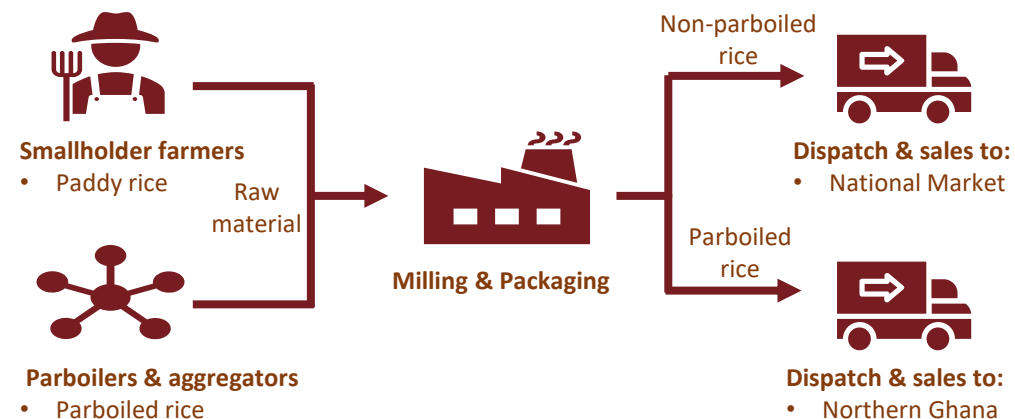 Smallholder farmers
• Paddy rice
Raw
material
Parboilers & aggregators
• Parboiled rice
Milling & Packaging
Non-parboiled
rice
Dispatch & sales to:
• National Market
Parboiled
rice
Dispatch & sales to:
• Northern Ghana